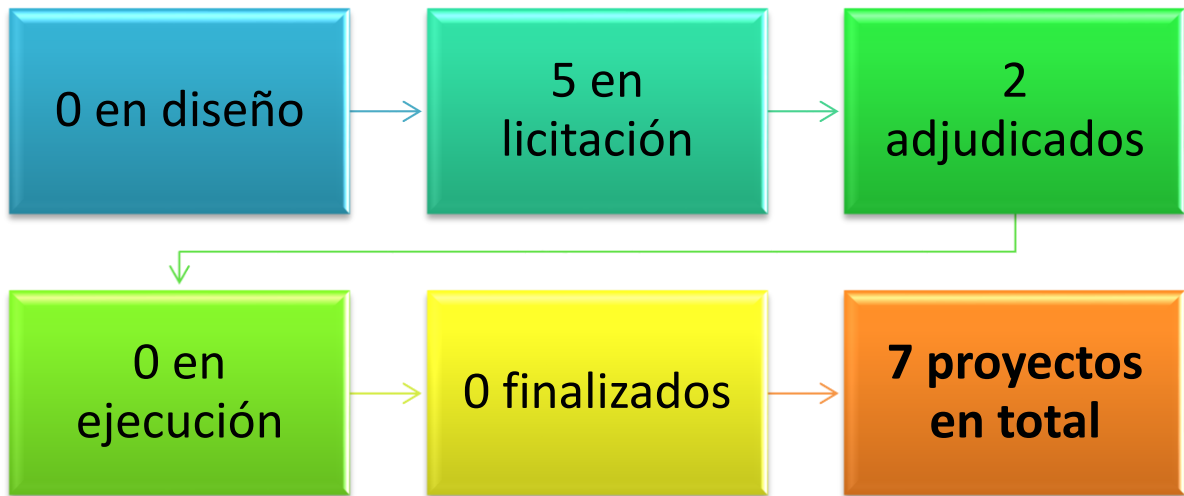 0 en diseño
5 en
licitación
2
adjudicados
0 en
ejecución
0 finalizados
7 proyectos
en total